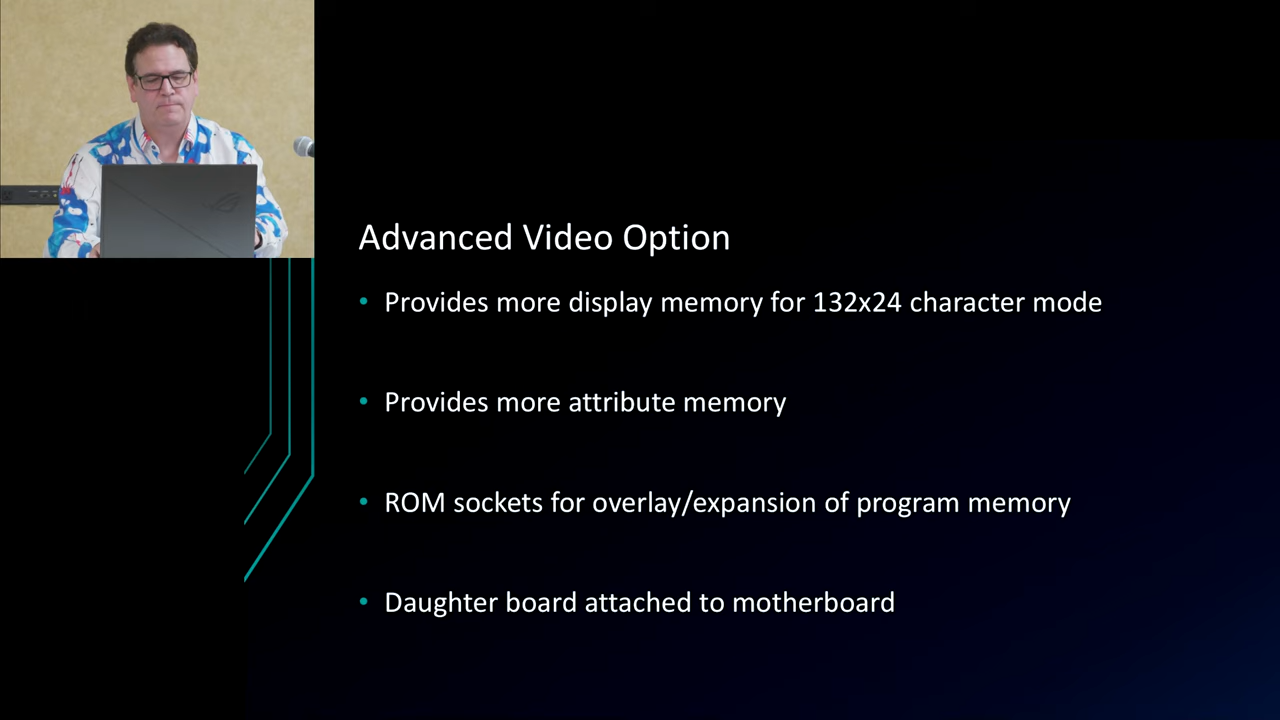 Advanced Video Option
• Provides more display memory for 132x24 character mode
• Provides more attribute memory
• ROM sockets for overlay/expansion of program memory
• Daughter board attached to motherboard